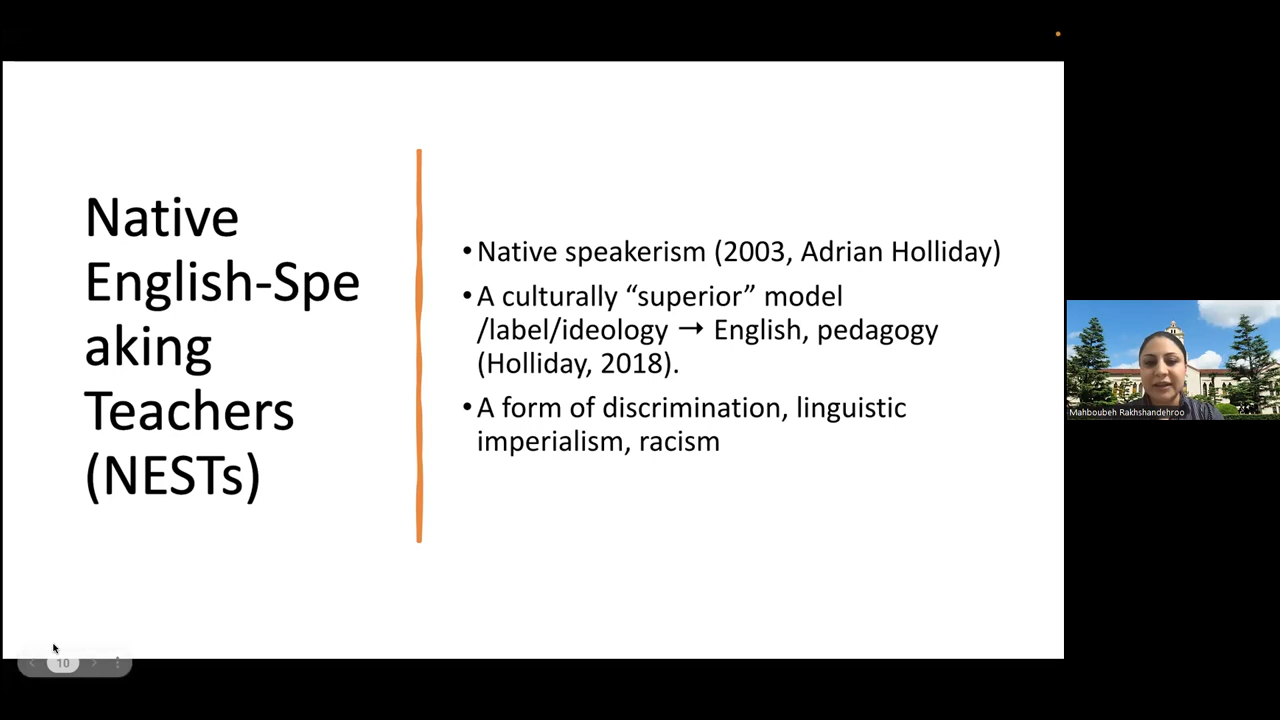 Native
English-Spe
aking
Teachers
(NESTs)
• Native speakerism (2003, Adrian Holliday)
• A culturally “superior” model
/label/ideology → English, pedagogy
(Holliday, 2018).
• A form of discrimination, linguistic
imperialism, racism
Mahboubeh Rakhshandehroo
10